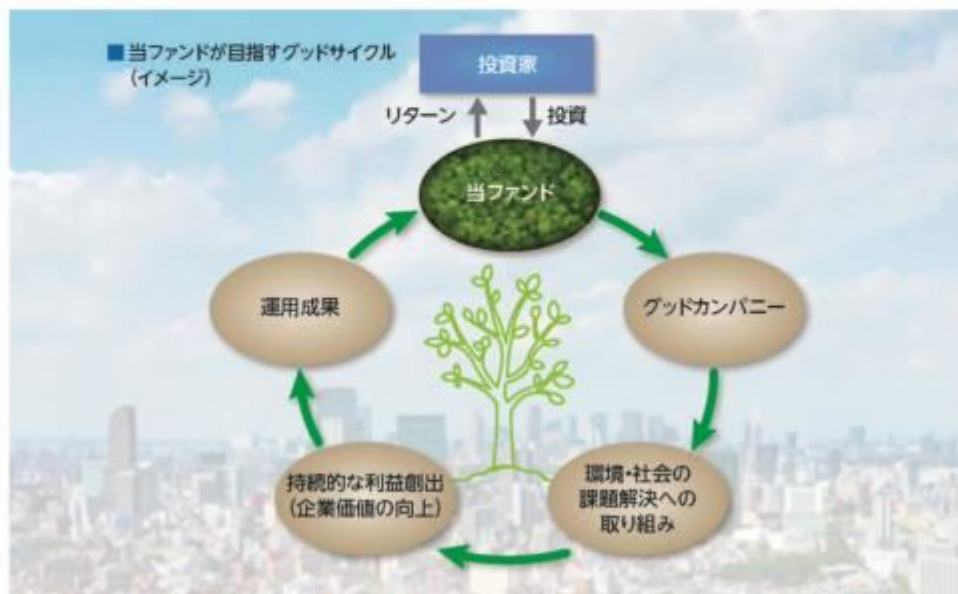 ■ 当ファンドが目指すグッドサイクル
(イメージ)
投資家
リターン
投資
当ファンド
運用成果
グッドカンパニー
持続的な利益創出
(企業価値の向上)
環境・社会の
課題解決への
取り組み